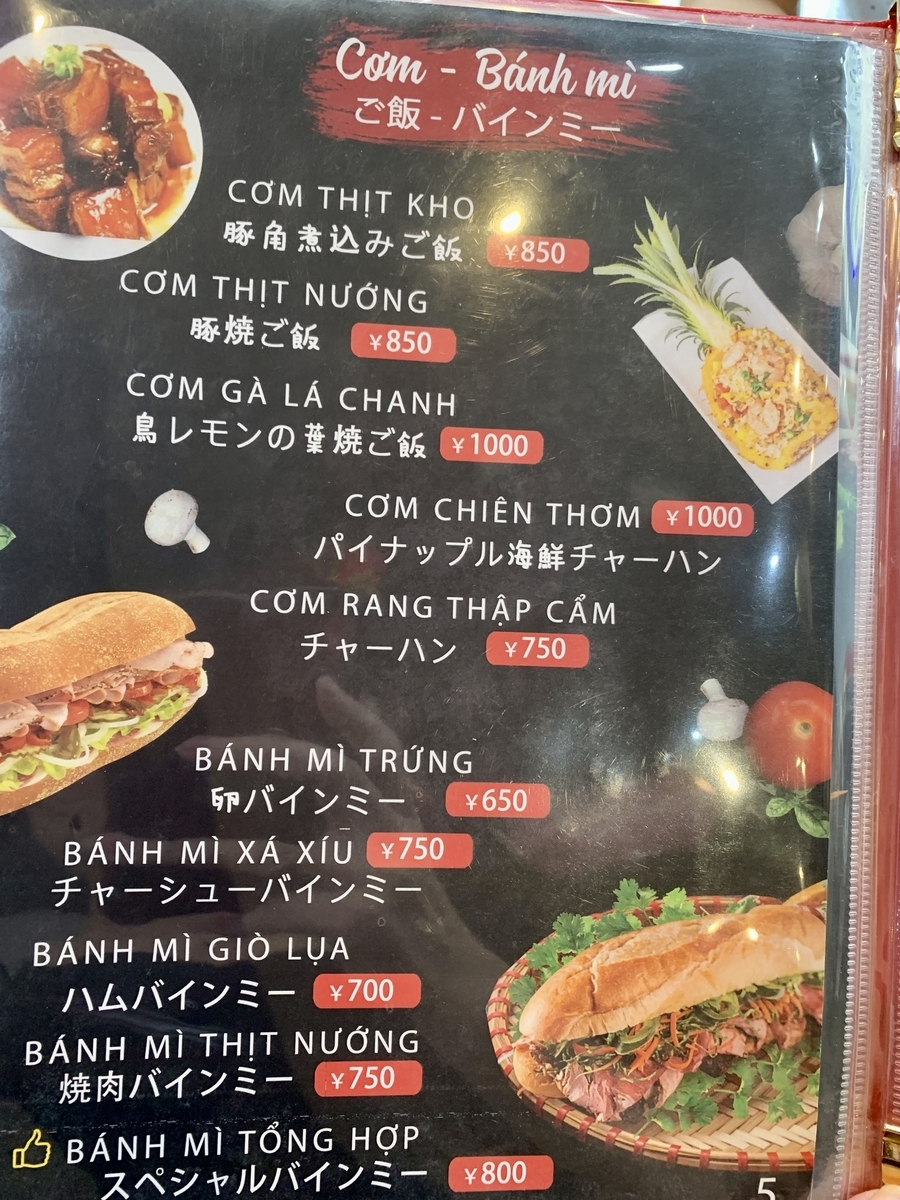 Cơm - Bánh mì
ご飯 - バインミー
CƠM THỊT KHO
豚角煮込みご飯 ¥850
CƠM THỊT NƯỚNG
豚焼ご飯 ¥850
CƠM GÀ LÁ CHANH
鳥レモンの葉焼ご飯 ¥1000
CƠM CHIÊN THƠM ¥1000
パイナップル海鮮チャーハン
CƠM RANG THẬP CẨM
チャーハン ¥750
BÁNH MÌ TRỨNG
卵バインミー ¥650
BÁNH MÌ XÁ XÍU ¥750
チャーシューバインミー
BÁNH MÌ GIÒ LỤA
ハムバインミー ¥700
BÁNH MÌ THỊT NƯỚNG
焼肉バインミー ¥750
BÁNH MÌ TỔNG HỢP
スペシャルバインミー ¥800
5